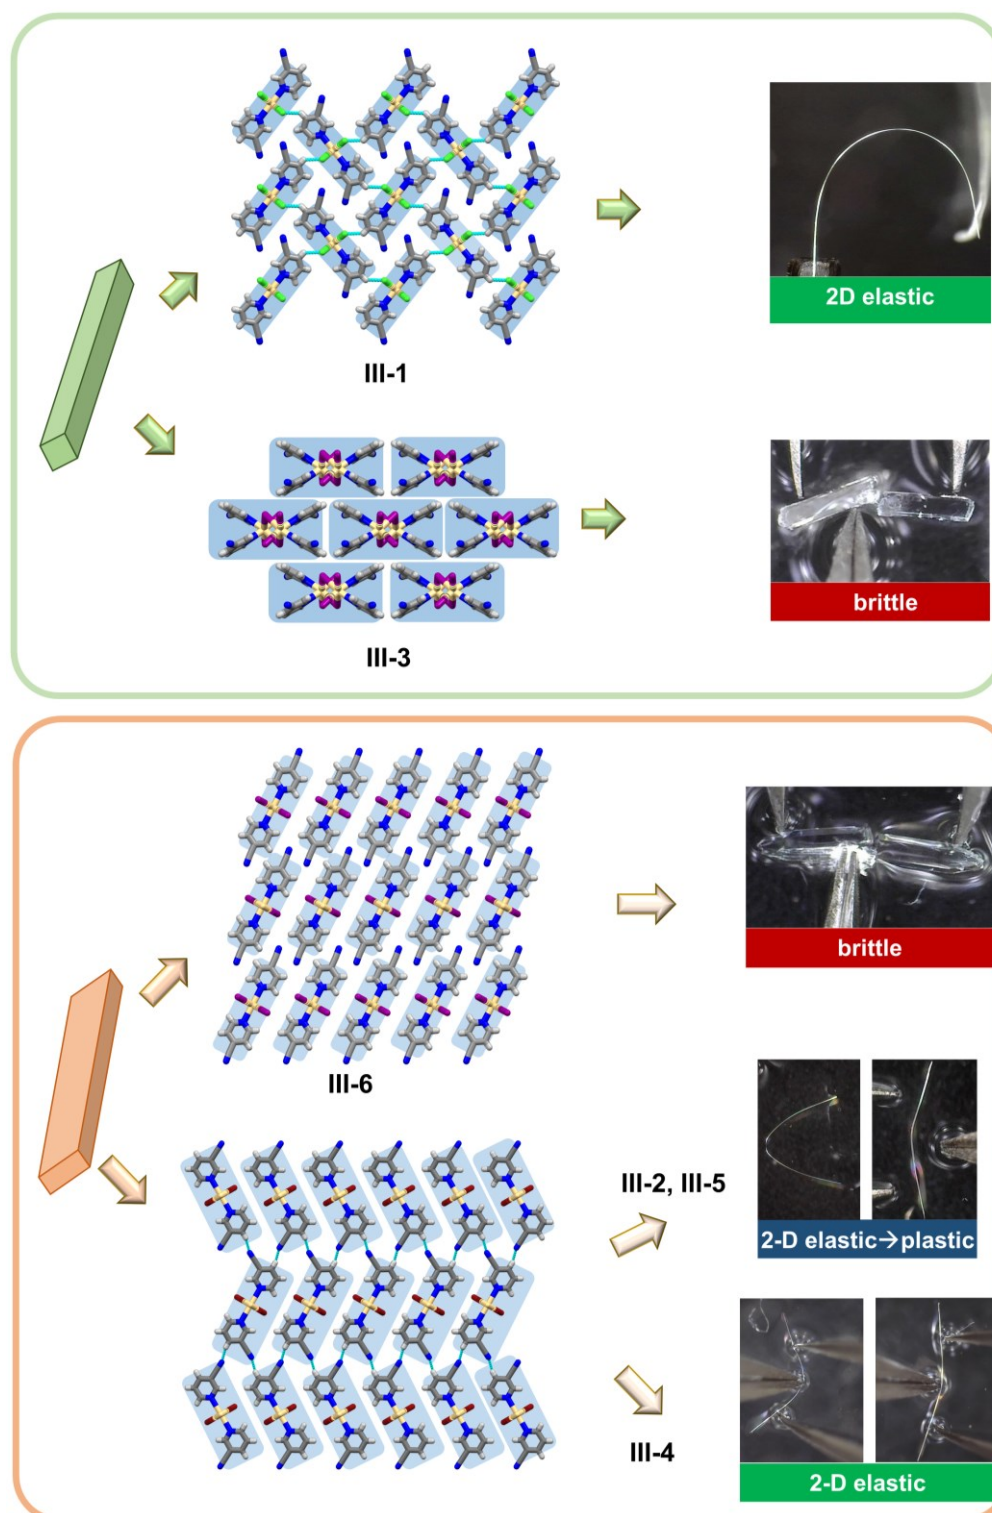 2D elastic
III-1
brittle
III-3
brittle
III-6
III-2, III-5
2-D elastic→plastic
III-4
2-D elastic